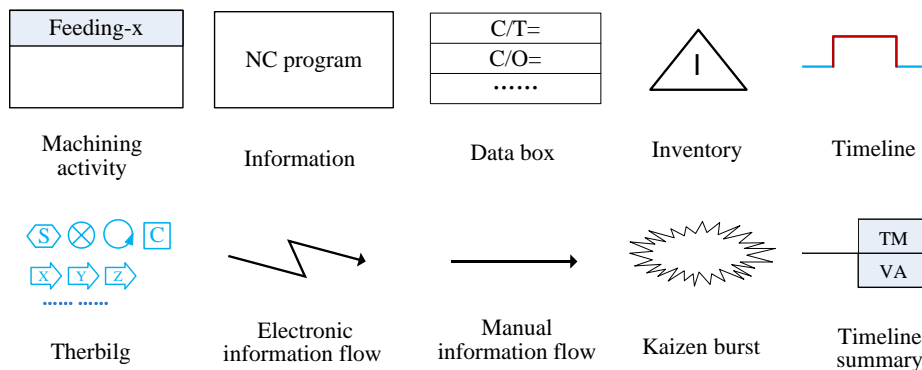 Feeding-x
NC program
C/T=
C/O=
......
I
Machining
activity
Information
Data box
Inventory
Timeline
S C
X Y Z
...... ......
TM
VA
Therbilg
Electronic
information flow
Manual
information flow
Kaizen burst
Timeline
summary